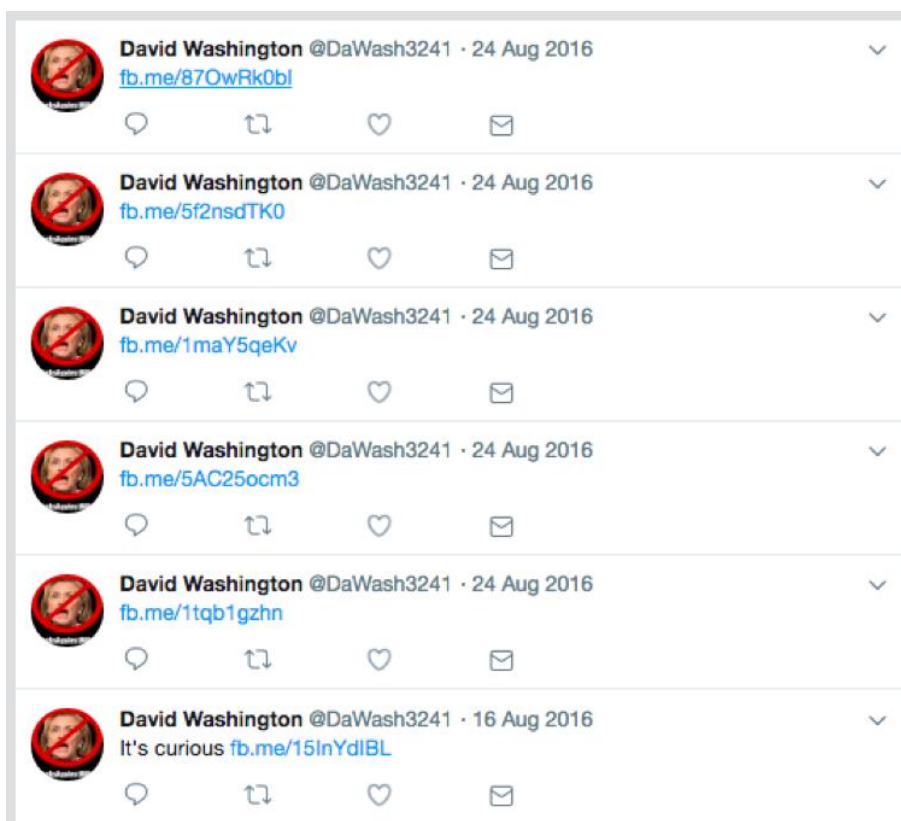 David Washington @DaWash3241 · 24 Aug 2016
fb.me/87OwRk0bl
David Washington @DaWash3241 · 24 Aug 2016
fb.me/5f2nsdTK0
David Washington @DaWash3241 · 24 Aug 2016
fb.me/1maY5qeKv
David Washington @DaWash3241 · 24 Aug 2016
fb.me/5AC25ocm3
David Washington @DaWash3241 · 24 Aug 2016
fb.me/1tqb1gzhn
David Washington @DaWash3241 · 16 Aug 2016
It's curious fb.me/15InYdIBL